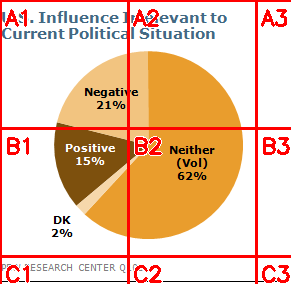 A1 A2 A3
U.S. Influence Irrelevant to
Current Political Situation
Negative
21%
B1 B2 B3
Positive
15%
Neither
(Vol)
62%
DK
2%
C1 C2 C3
RESEARCH CENTER